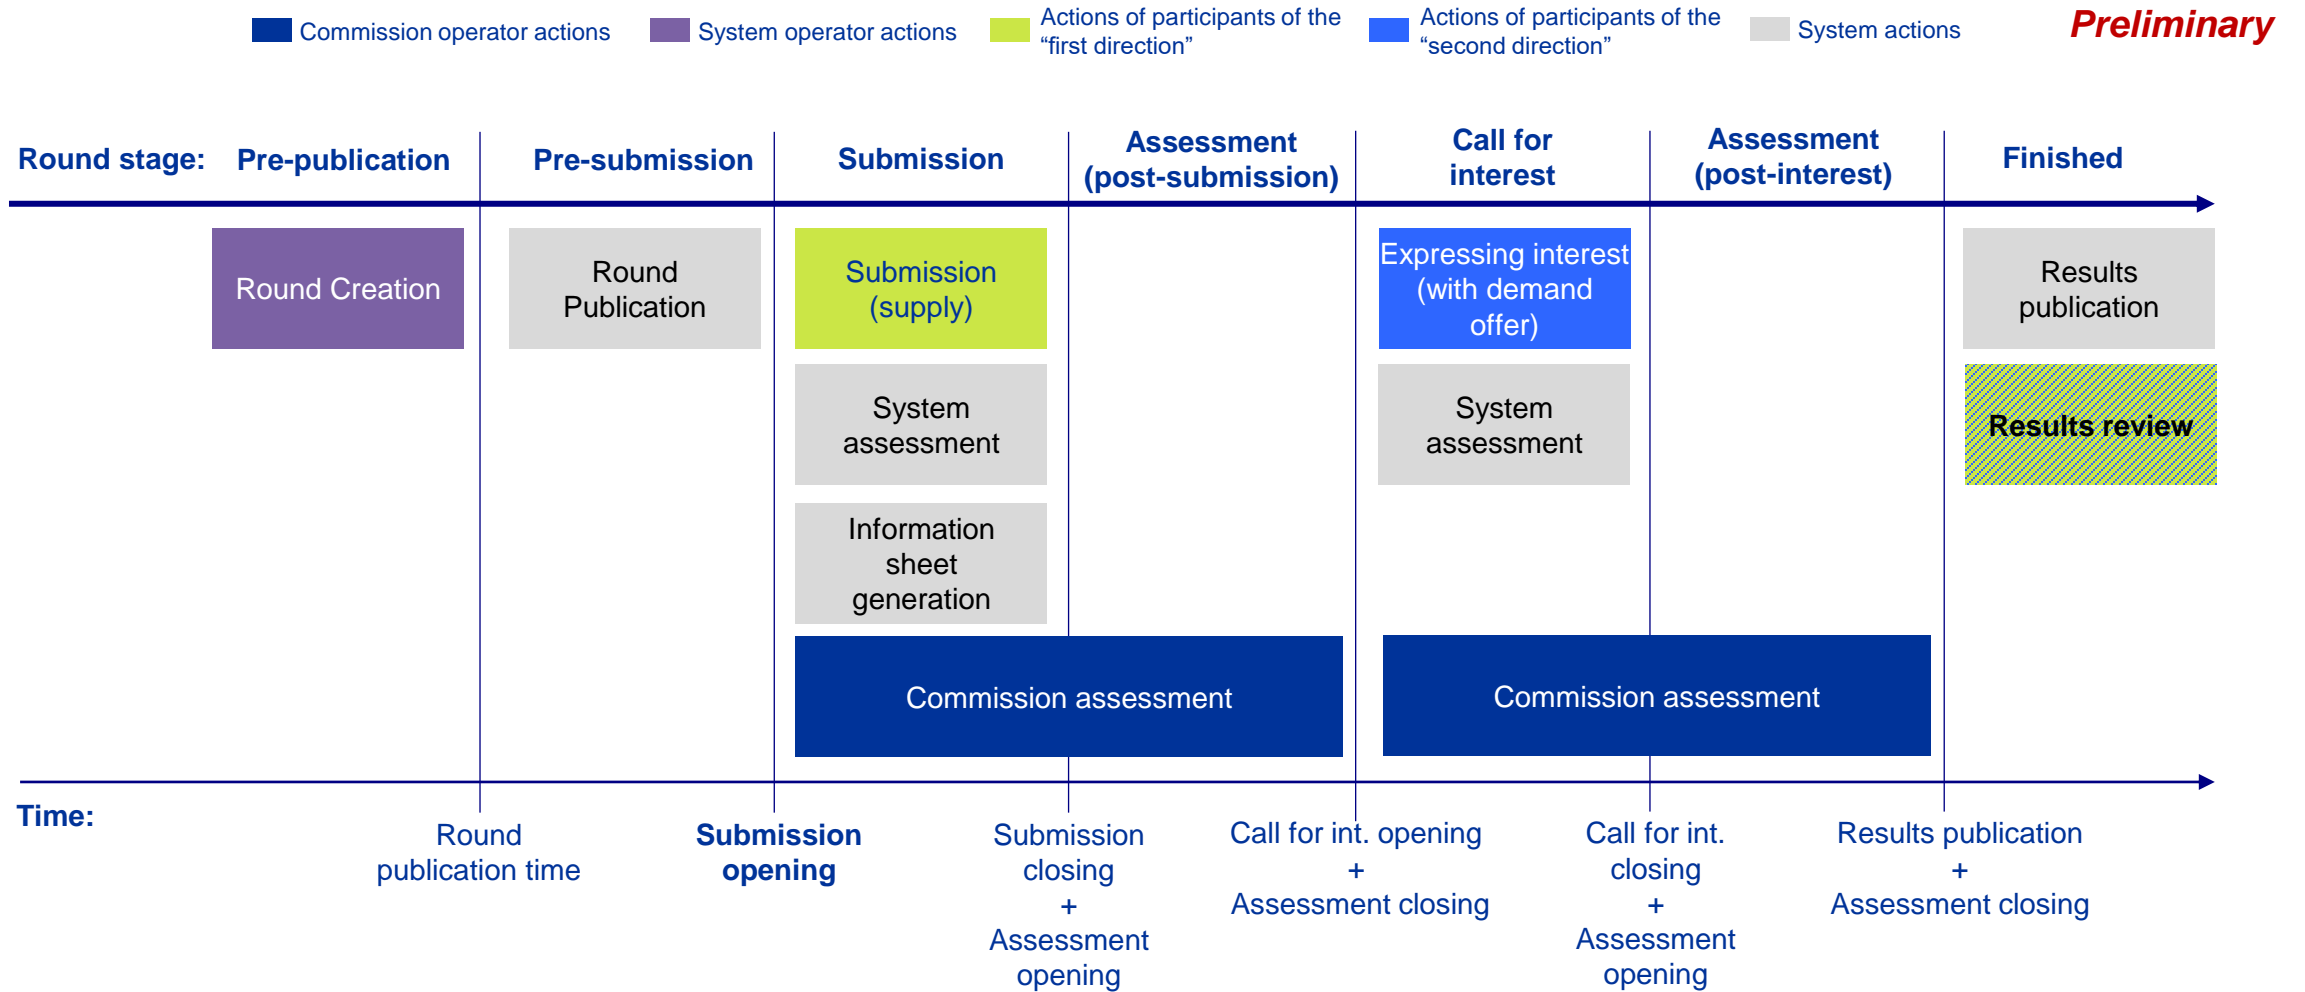 Commission operator actions
System operator actions
Actions of participants of the
“first direction”
Actions of participants of the
“second direction”
System actions
Preliminary
Round stage:
Pre-publication
Pre-submission
Submission
Assessment
(post-submission)
Call for
interest
Assessment
(post-interest)
Finished
Round Creation
Round
Publication
Submission
(supply)
Expressing interest
(with demand
offer)
Results
publication
System
assessment
System
assessment
Results review
Information
sheet
generation
Commission assessment
Commission assessment
Time:
Round
publication time
Submission
opening
Submission
closing
+
Assessment
opening
Call for int. opening
+
Assessment closing
Call for int.
closing
+
Assessment
opening
Results publication
+
Assessment closing